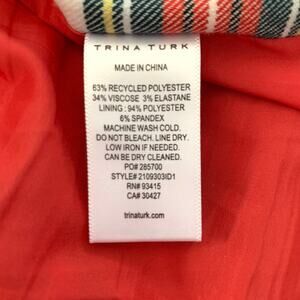 TRINA TURK
MADE IN CHINA
63% RECYCLED POLYESTER
34% VISCOSE 3% ELASTANE
LINING: 94% POLYESTER
6% SPANDEX
MACHINE WASH COLD.
DO NOT BLEACH. LINE DRY.
LOW IRON IF NEEDED.
CAN BE DRY CLEANED.
PO# 285700
STYLE# 2109303ID1
RN# 93415
CA# 30427
trinaturk.com